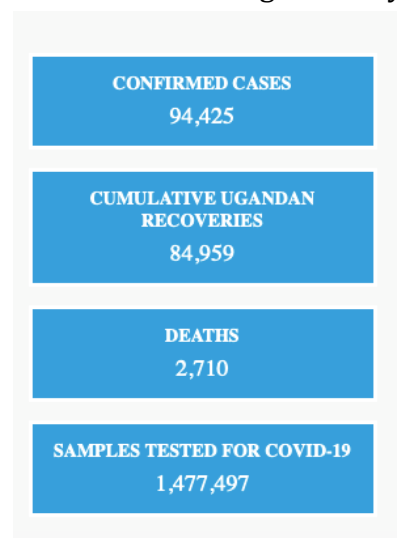 CONFIRMED CASES
94,425
CUMULATIVE UGANDAN
RECOVERIES
84,959
DEATHS
2,710
SAMPLES TESTED FOR COVID-19
1,477,497